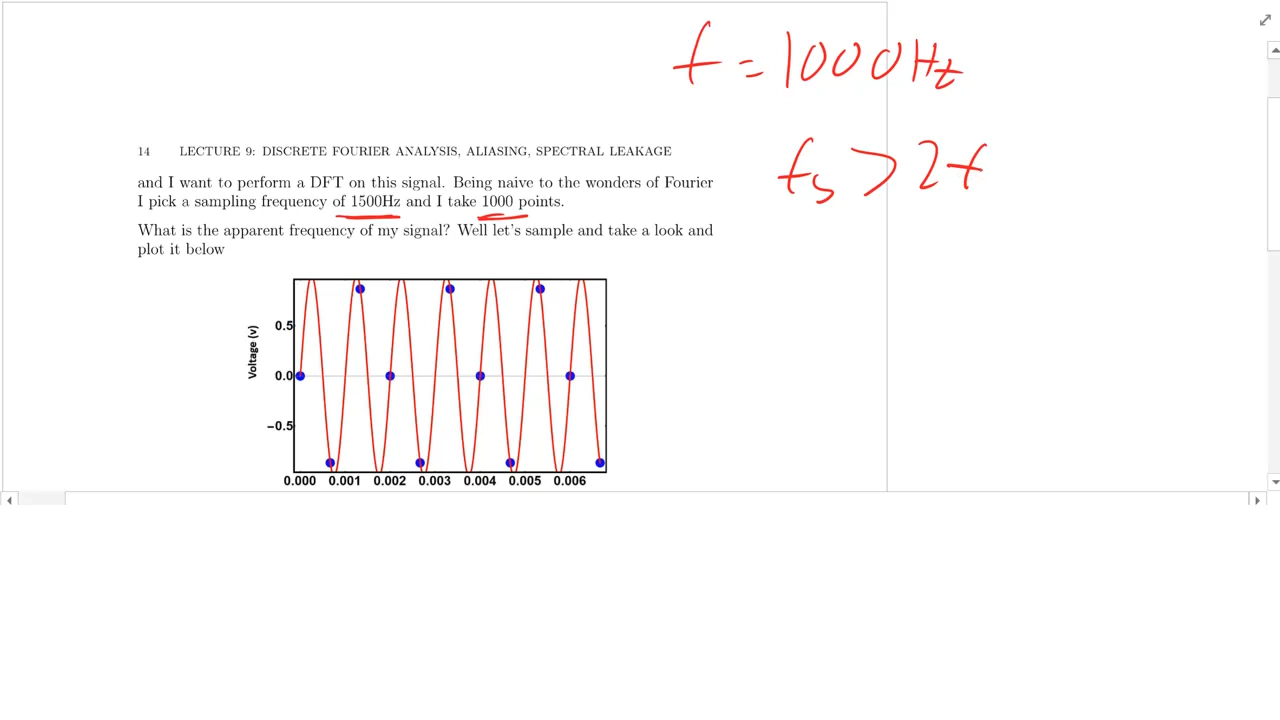 f = 1000Hz
fs > 2f
14 LECTURE 9: DISCRETE FOURIER ANALYSIS, ALIASING, SPECTRAL LEAKAGE
and I want to perform a DFT on this signal. Being naive to the wonders of Fourier
I pick a sampling frequency of 1500Hz and I take 1000 points.
What is the apparent frequency of my signal? Well let's sample and take a look and
plot it below
Voltage (v)
0.5
0.0
−0.5
0.000 0.001 0.002 0.003 0.004 0.005 0.006